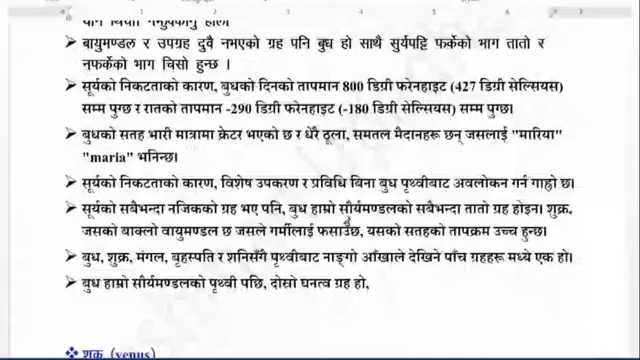 बायुमण्डल र उपग्रह दुवै नभएको ग्रह पनि बुध हो साथै सुर्यपट्टि फर्केको भाग तातो र
नफर्केको भाग चिसो हुन्छ ।
सूर्यको निकटताको कारण, बुधको दिनको तापमान 800 डिग्री फरेनहाइट (427 डिग्री सेल्सियस)
सम्म पुग्छ र रातको तापमान -290 डिग्री फरेनहाइट (-180 डिग्री सेल्सियस) सम्म पुग्छ।
बुधको सतह भारी मात्रामा क्रेटर भएको छ र धेरै ठूला, समतल मैदानहरू छन् जसलाई "मारिया"
"maria" भनिन्छ।
सूर्यको निकटताको कारण, विशेष उपकरण र प्रविधि बिना बुध पृथ्वीबाट अवलोकन गर्न गाह्रो छ।
सूर्यको सबैभन्दा नजिकको ग्रह भए पनि, बुध हाम्रो सौर्यमण्डलको सबैभन्दा तातो ग्रह होइन। शुक्र,
जसको बाक्लो वायुमण्डल छ जसले गर्मीलाई फसाउँछ, यसको सतहको तापक्रम उच्च हुन्छ।
बुध, शुक्र, मंगल, बृहस्पति र शनिसँगै पृथ्वीबाट नाङ्गो आँखाले देखिने पाँच ग्रहहरू मध्ये एक हो।
बुध हाम्रो सौर्यमण्डलको पृथ्वी पछि, दोस्रो घनत्व ग्रह हो,
शुक्र (venus)